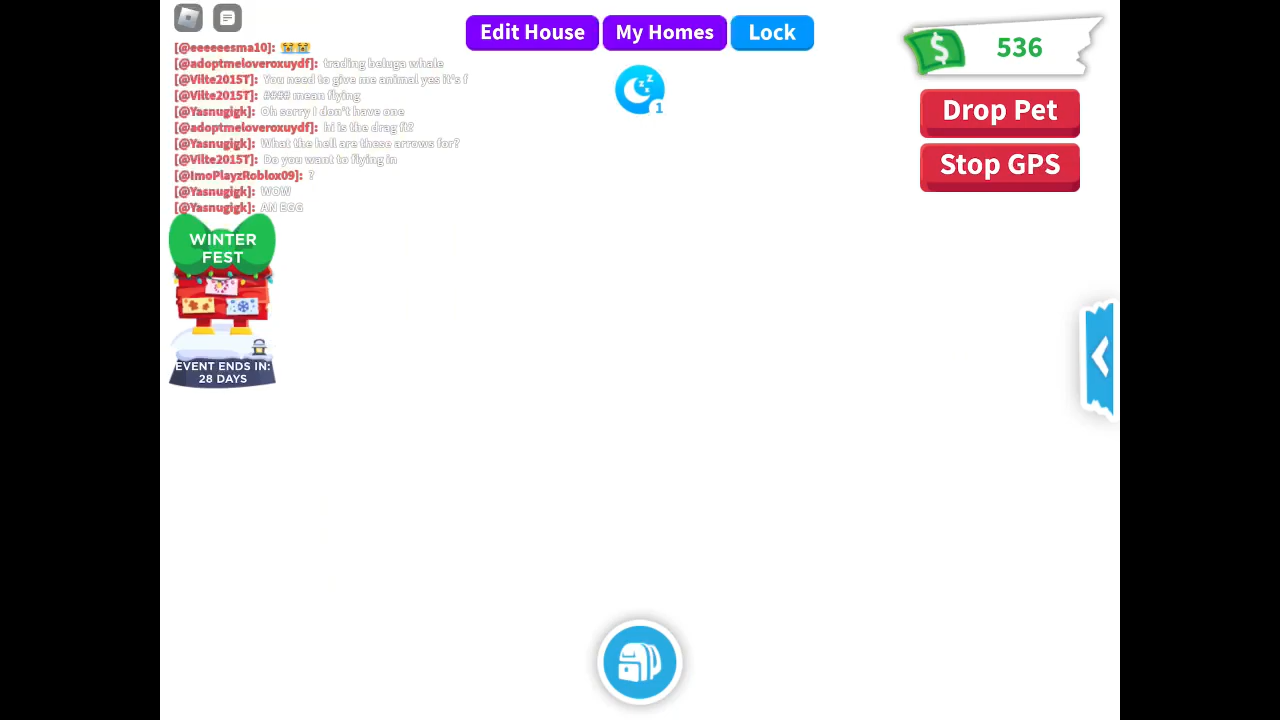 Edit House
My Homes
Lock
536
[@eeeeeesma10]: 😭😭
[@adoptmeloveroxuydf]: trading beluga whale
[@Vilte2015T]: You need to give me animal yes it's f
[@Vilte2015T]: #### mean flying
[@Yasnugigk]: Oh sorry I don't have one
[@adoptmeloveroxuydf]: hi is the drag fl?
[@Yasnugigk]: What the hell are these arrows for?
[@Vilte2015T]: Do you want to flying in
[@ImoPlayzRoblox09]: ?
[@Yasnugigk]: WOW
[@Yasnugigk]: AN EGG
1
Drop Pet
Stop GPS
WINTER
FEST
EVENT ENDS IN:
28 DAYS